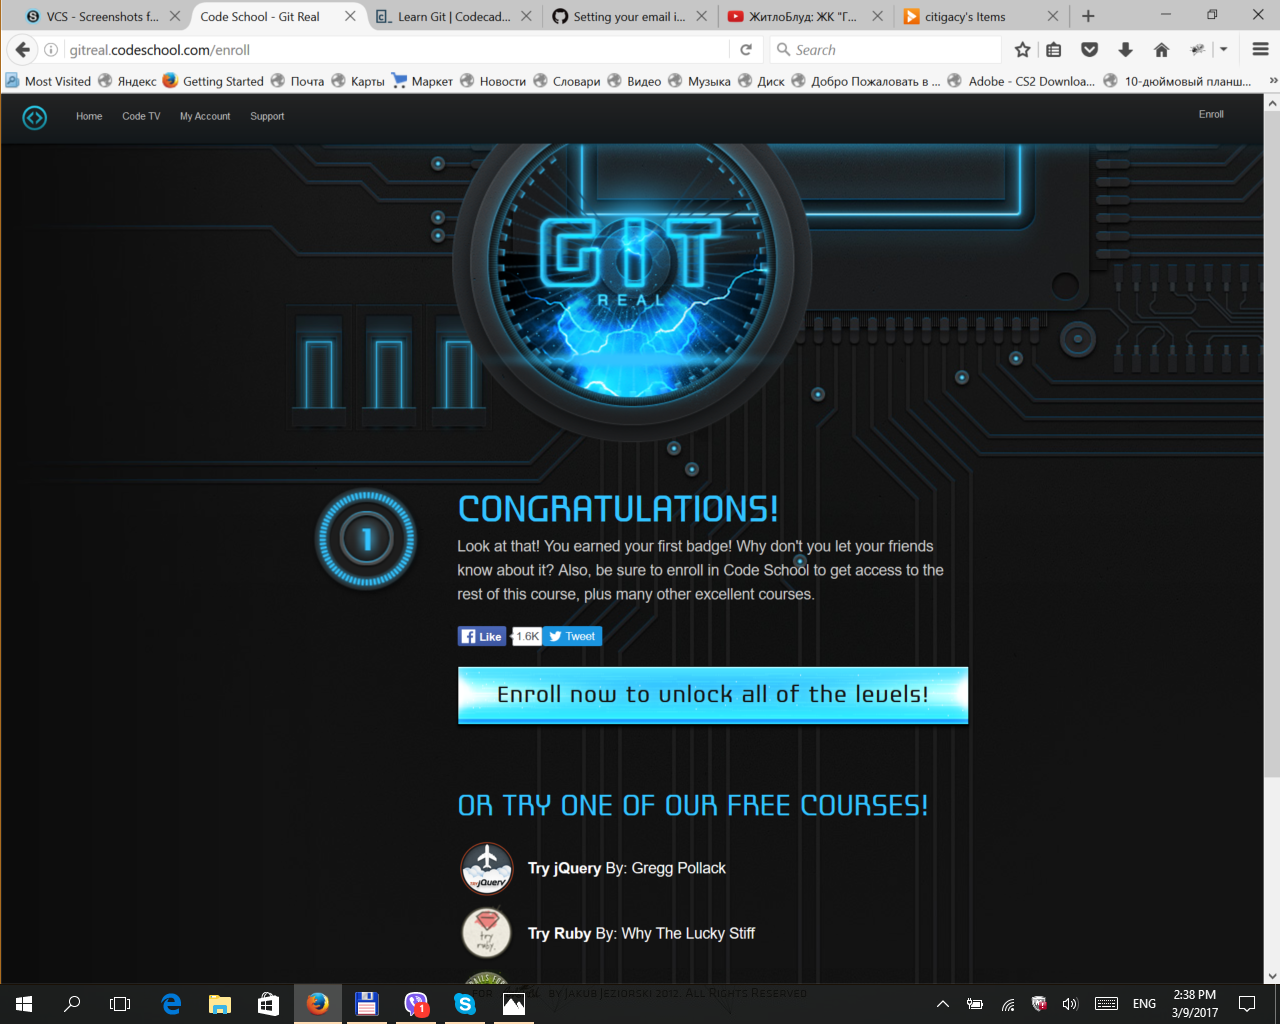 VCS - Screenshots f...
Code School - Git Real
Learn Git | Codecad...
Setting your email i...
ЖитлоБлуд: ЖК "Г...
citigacy's Items
gitreal.codeschool.com/enroll
Search
Most Visited
Яндекс
Getting Started
Почта
Карты
Маркет
Новости
Словари
Видео
Музыка
Диск
Добро Пожаловать в ...
Adobe - CS2 Downloa...
10-дюймовый планш...
Home
Code TV
My Account
Support
Enroll
GIT
REAL
1
CONGRATULATIONS!
Look at that! You earned your first badge! Why don't you let your friends
know about it? Also, be sure to enroll in Code School to get access to the
rest of this course, plus many other excellent courses.
Like
1.6K
Tweet
Enroll now to unlock all of the levels!
OR TRY ONE OF OUR FREE COURSES!
try jQuery
Try jQuery By: Gregg Pollack
try ruby.
Try Ruby By: Why The Lucky Stiff
by Jakub Jeziorski 2012. All Rights Reserved
1
ENG
2:38 PM
3/9/2017